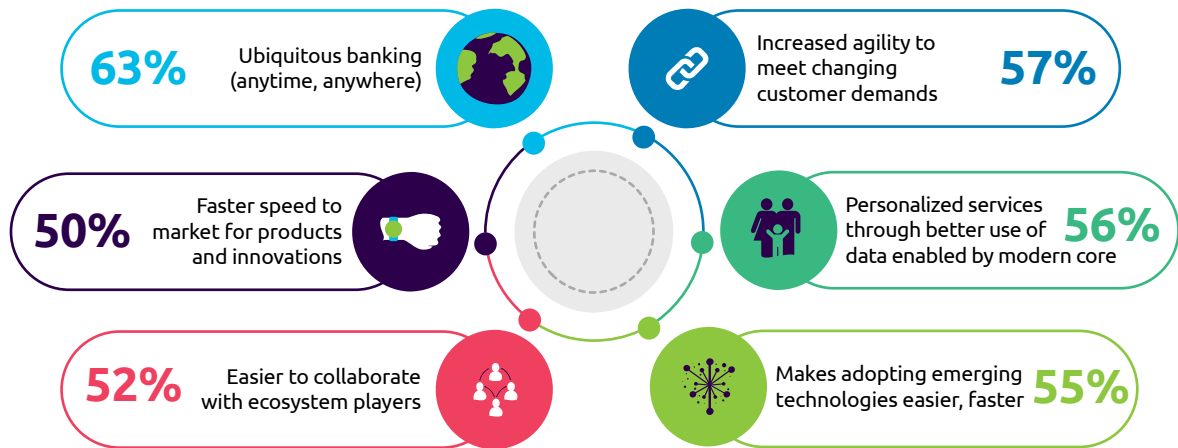 63%
Ubiquitous banking
(anytime, anywhere)
Increased agility to
meet changing
customer demands
57%
50%
Faster speed to
market for products
and innovations
Personalized services
through better use of
data enabled by modern core
56%
52%
Easier to collaborate
with ecosystem players
Makes adopting emerging
technologies easier, faster
55%